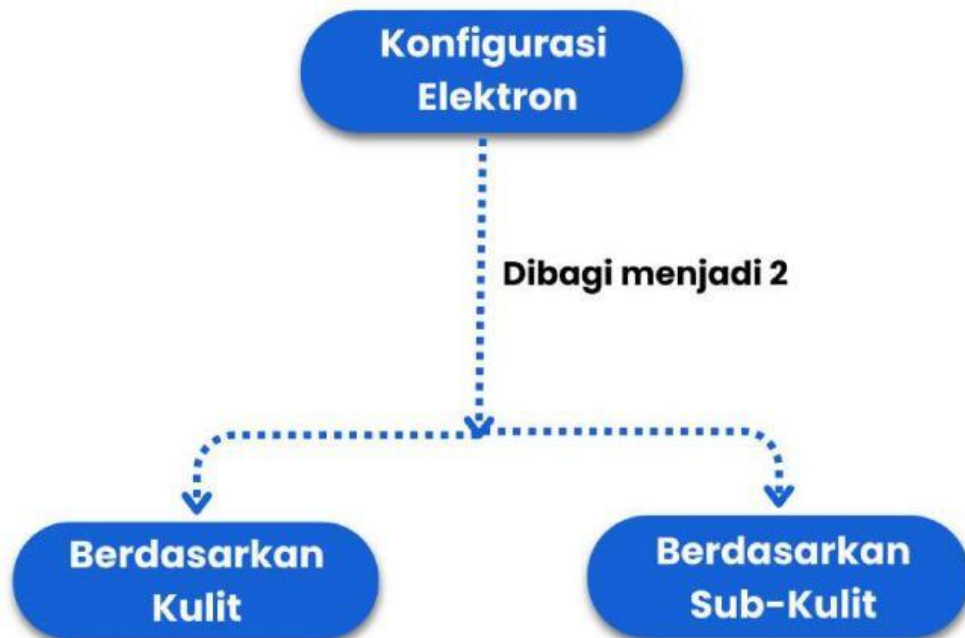 Konfigurasi
Elektron
Dibagi menjadi 2
Berdasarkan
Kulit
Berdasarkan
Sub-Kulit